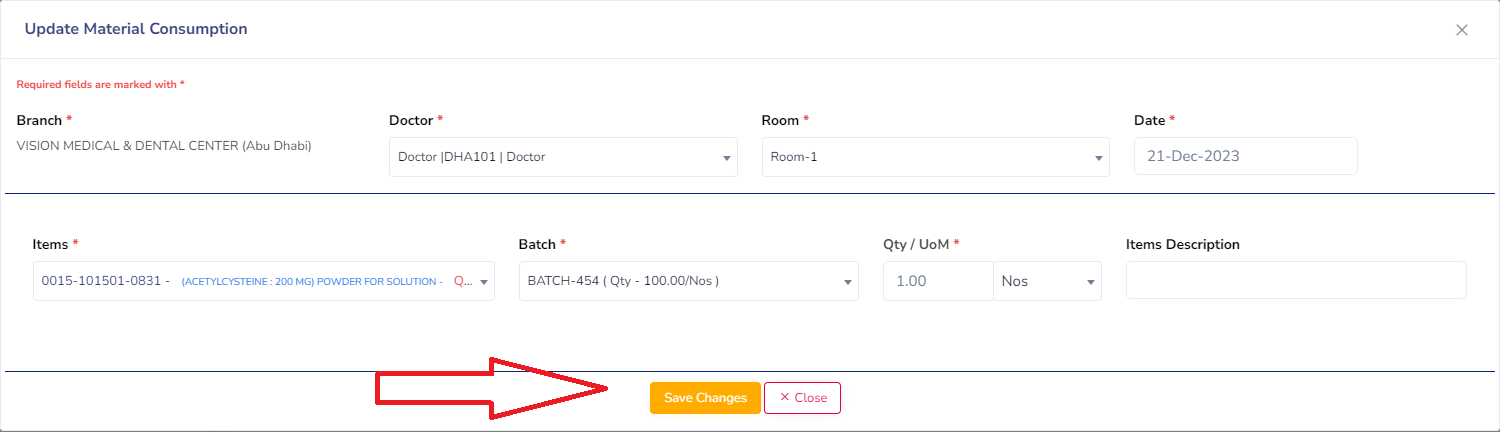 Update Material Consumption
Required fields are marked with *
Branch * Doctor * Room * Date *
VISION MEDICAL & DENTAL CENTER (Abu Dhabi) Doctor |DHA101 | Doctor Room-1 21-Dec-2023
Items * Batch * Qty / UoM * Items Description
0015-101501-0831 - (ACETYLCYSTEINE : 200 MG) POWDER FOR SOLUTION - Q... BATCH-454 ( Qty - 100.00/Nos ) 1.00 Nos
Save Changes × Close